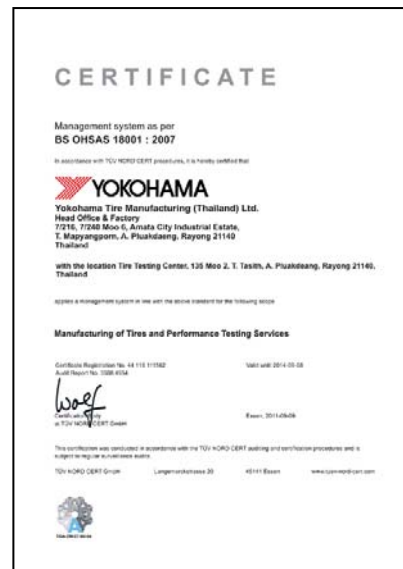 CERTIFICATE
Management system as per
BS OHSAS 18001 : 2007
In accordance with TÜV NORD CERT procedures, it is hereby certified that
YOKOHAMA
Yokohama Tire Manufacturing (Thailand) Ltd.
Head Office & Factory
7/216, 7/240 Moo 6, Amata City Industrial Estate,
T. Mapyangporn, A. Pluakdaeng, Rayong 21140
Thailand
with the location Tire Testing Center, 135 Moo 2, T. Tasith, A. Pluakdeang, Rayong 21140,
Thailand
applies a management system in line with the above standard for the following scope
Manufacturing of Tires and Performance Testing Services
Certificate Registration No. 44 116 111562
Valid until
Audit Report No.
Certification Body
at TÜV NORD CERT GmbH
Essen,
This certification was conducted in accordance with the TÜV NORD CERT auditing and certification procedures and is
subject to regular surveillance audits.
TÜV NORD CERT GmbH
Langemarckstrasse 20
45141 Essen
www.tuev-nord-cert.com